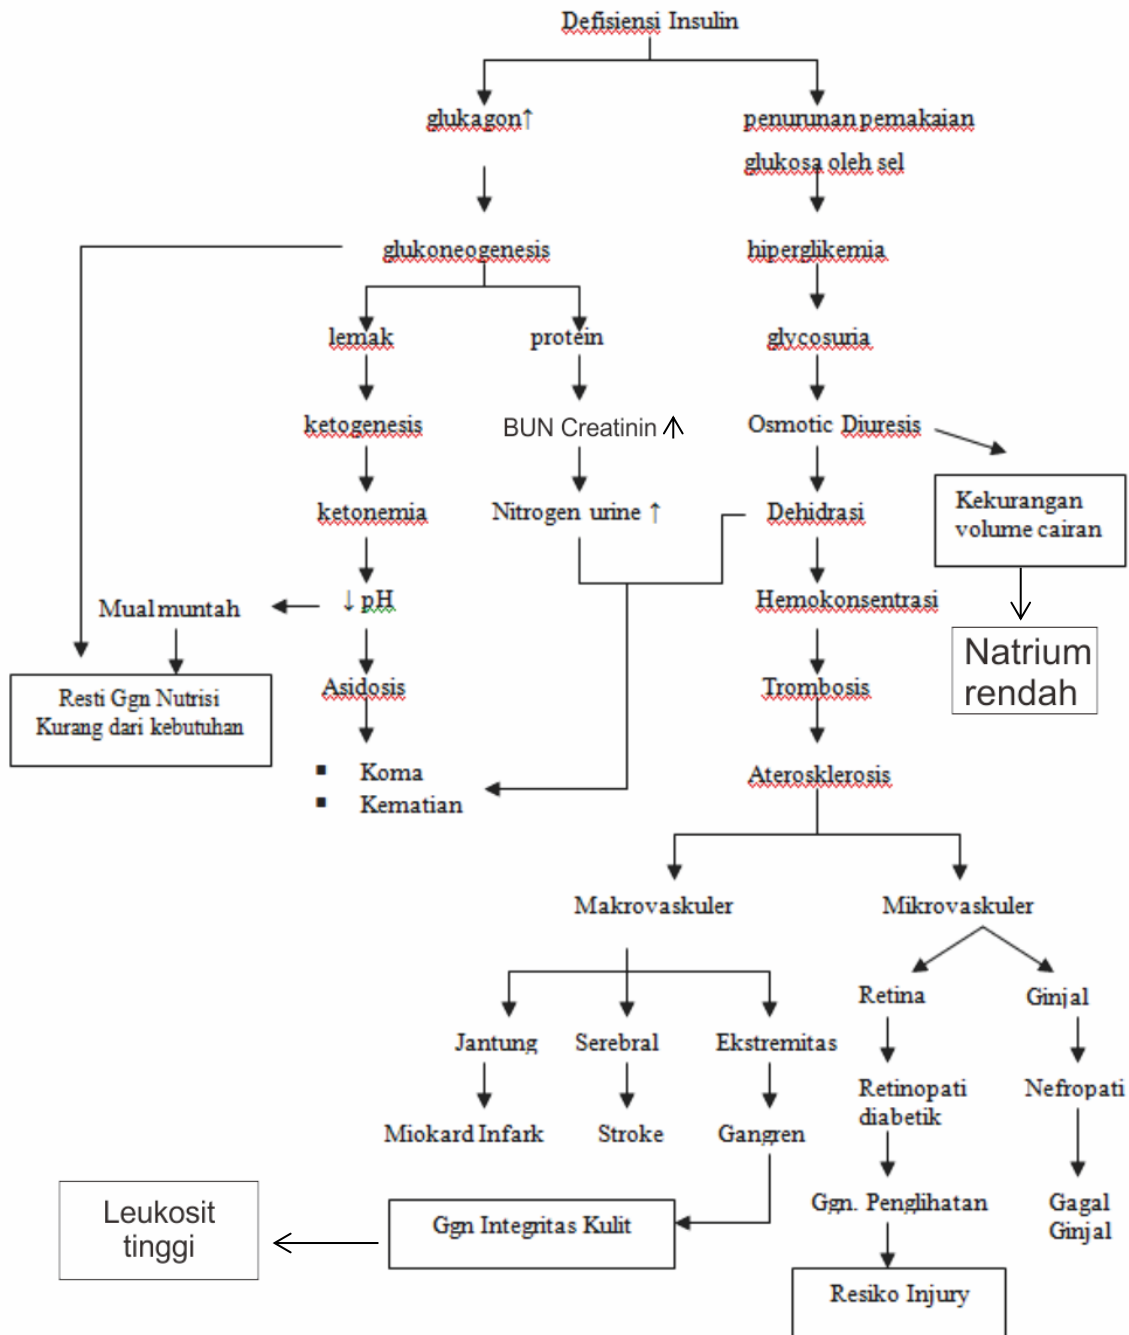 Defisiensi Insulin
glukagon↑
penurunan pemakaian
glukosa oleh sel
glukoneogenesis
hiperglikemia
lemak
protein
glycosuria
ketogenesis
BUN Creatinin ↑
Osmotic Diuresis
Kekurangan
volume cairan
ketonemia
Nitrogen urine ↑
Dehidrasi
Mual muntah
↓ pH
Hemokonsentrasi
Natrium
rendah
Resti Ggn Nutrisi
Kurang dari kebutuhan
Asidosis
Trombosis
▪ Koma
▪ Kematian
Aterosklerosis
Makrovaskuler
Mikrovaskuler
Retina
Ginjal
Jantung
Serebral
Ekstremitas
Retinopati
diabetik
Nefropati
Miokard Infark
Stroke
Gangren
Ggn. Penglihatan
Gagal
Ginjal
Leukosit
tinggi
Ggn Integritas Kulit
Resiko Injury